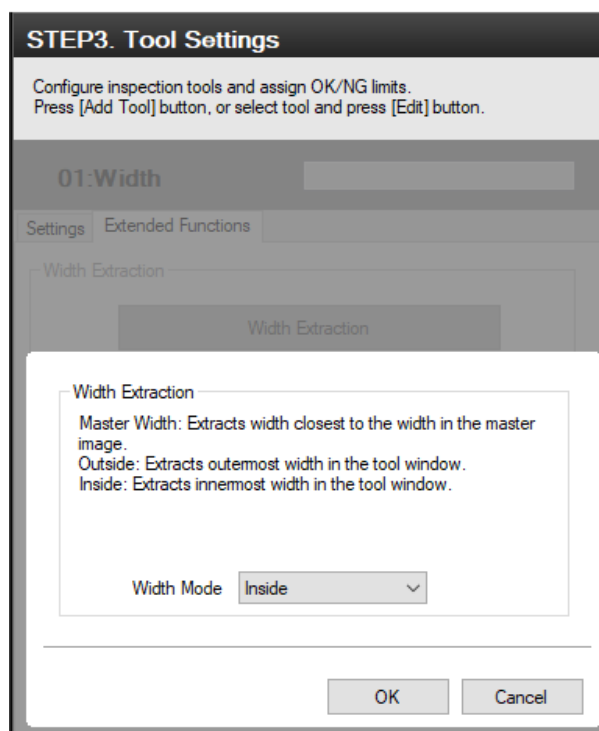 STEP3. Tool Settings
Configure inspection tools and assign OK/NG limits.
Press [Add Tool] button, or select tool and press [Edit] button.
01:Width
Settings Extended Functions
Width Extraction
Width Extraction
Width Extraction
Master Width: Extracts width closest to the width in the master
image.
Outside: Extracts outermost width in the tool window.
Inside: Extracts innermost width in the tool window.
Width Mode Inside
OK Cancel